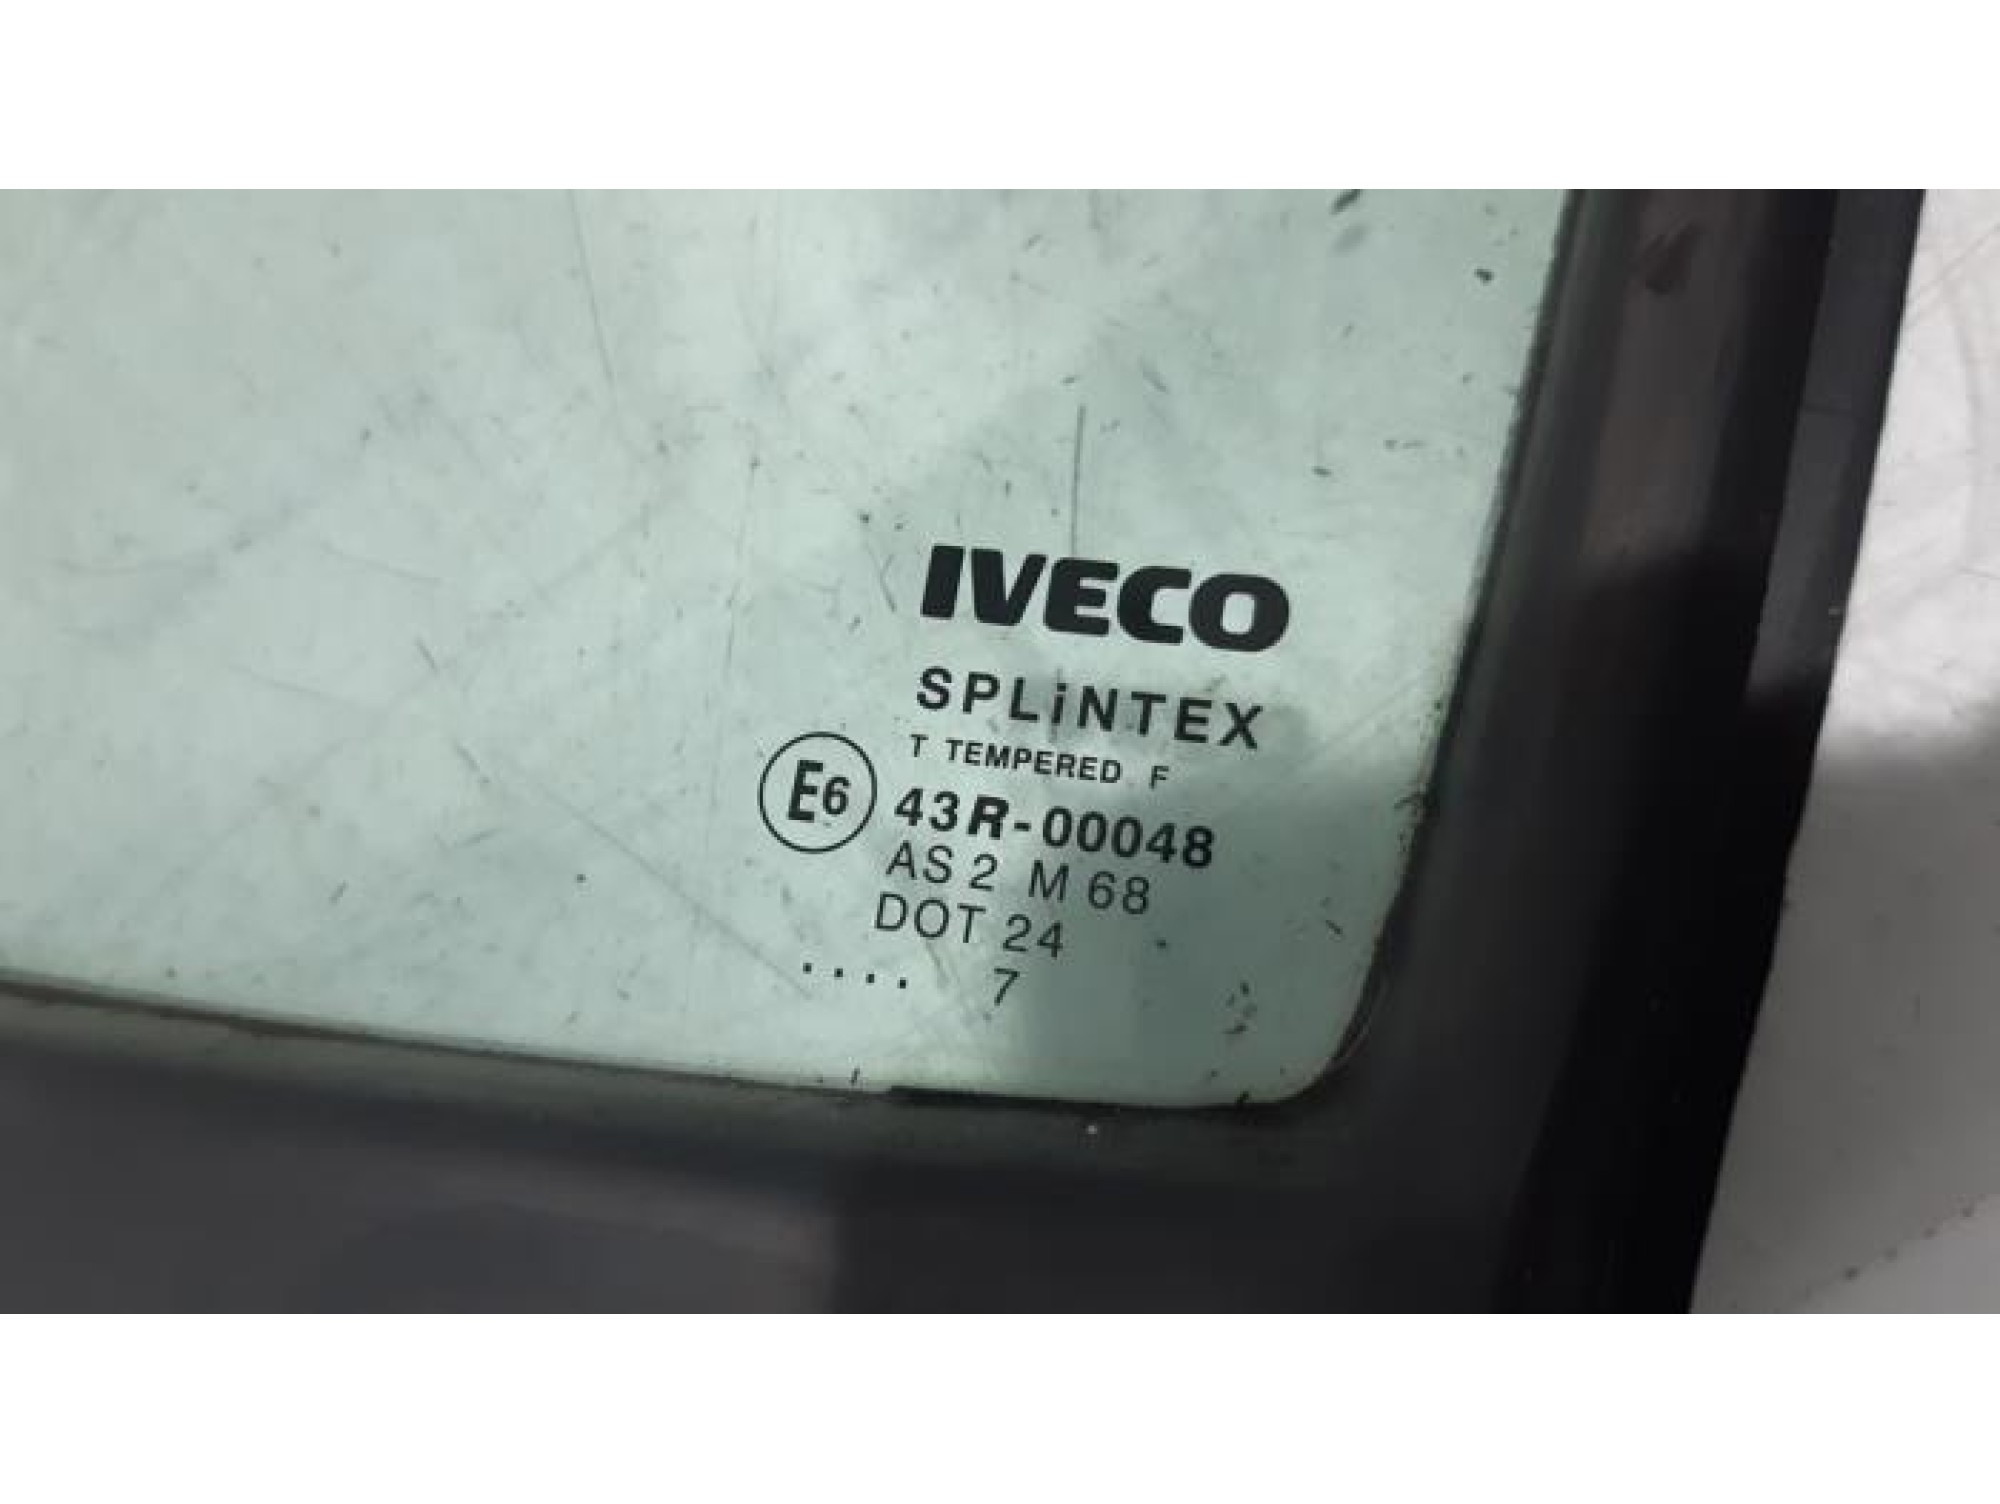 IVECO
SPLiNTEX
T TEMPERED F
E6 43R-00048
AS 2 M 68
DOT 24
.... 7